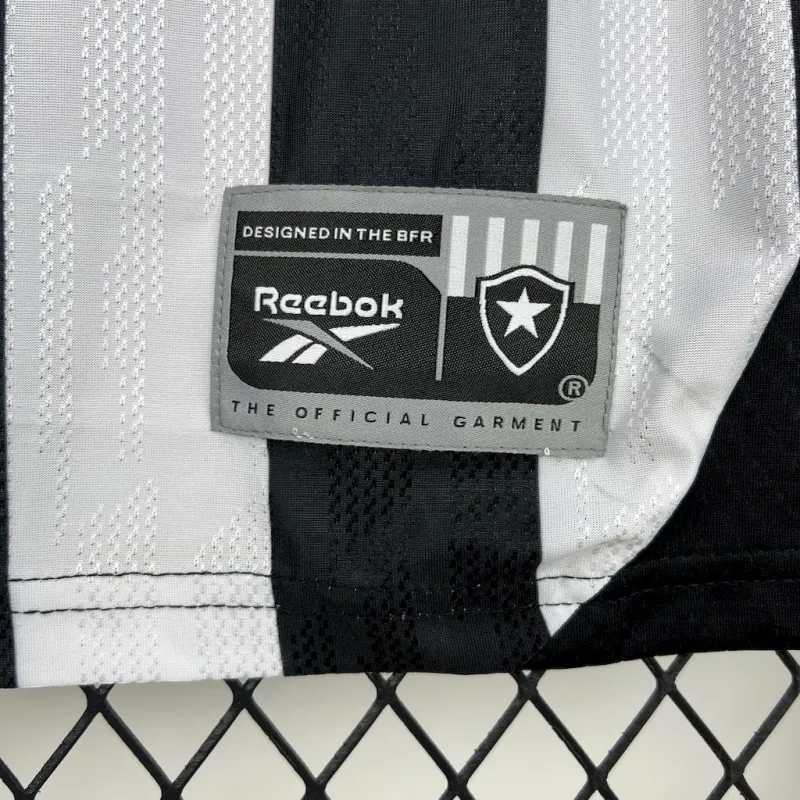 DESIGNED IN THE BFR
Reebok
®
THE OFFICIAL GARMENT